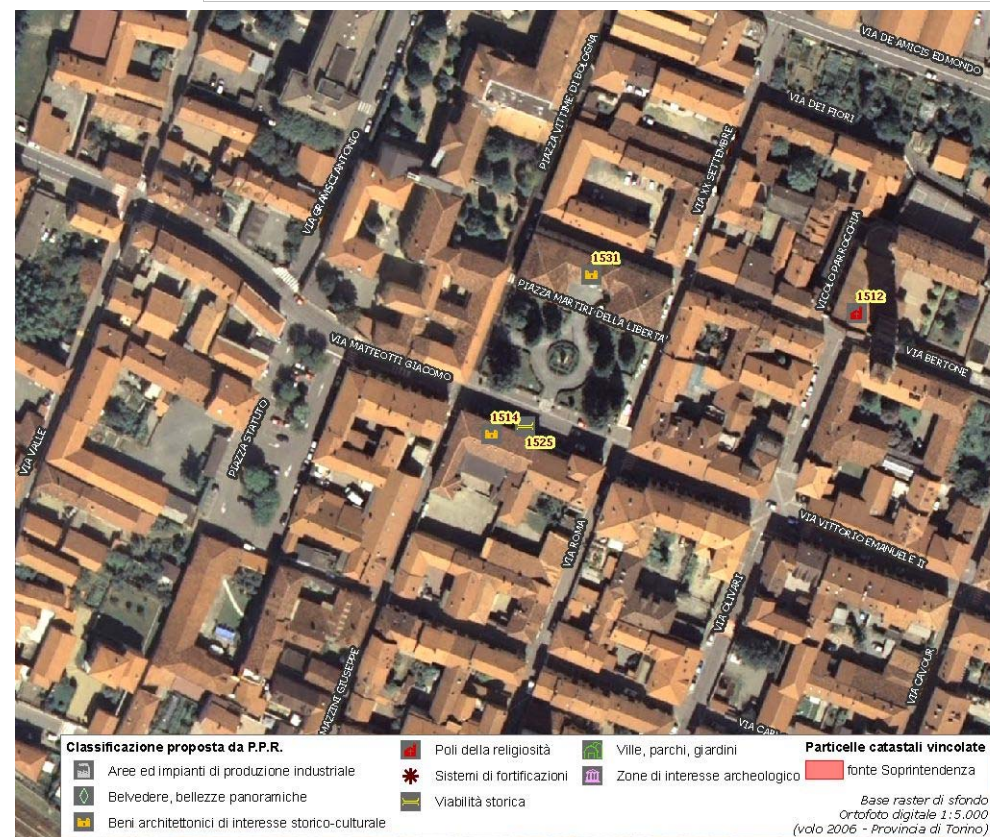 VIA DE AMICIS EDMONDO
PIAZZA VITTIME DI BOLOGNA
VIA DEI FIORI
VIA GRAMSCI ANTONIO
VIA XX SETTEMBRE
VICOLO PARROCCHIA
1531
PIAZZA MARTIRI DELLA LIBERTA'
1512
VIA MATTEOTTI GIACOMO
VIA BERTONE
PIAZZA STATUTO
1514
1525
VIA VALLE
VIA ROMA
VIA VITTORIO EMANUELE II
VIA OLIVARI
MAZZINI GIUSEPPE
VIA CAVOUR
Classificazione proposta da P.P.R.
Aree ed impianti di produzione industriale
Belvedere, bellezze panoramiche
Beni architettonici di interesse storico-culturale
Poli della religiosità
Sistemi di fortificazioni
Viabilità storica
Ville, parchi, giardini
Zone di interesse archeologico
Particelle catastali vincolate
fonte Soprintendenza
Base raster di sfondo
Ortofoto digitale 1:5.000
(volo 2006 - Provincia di Torino)